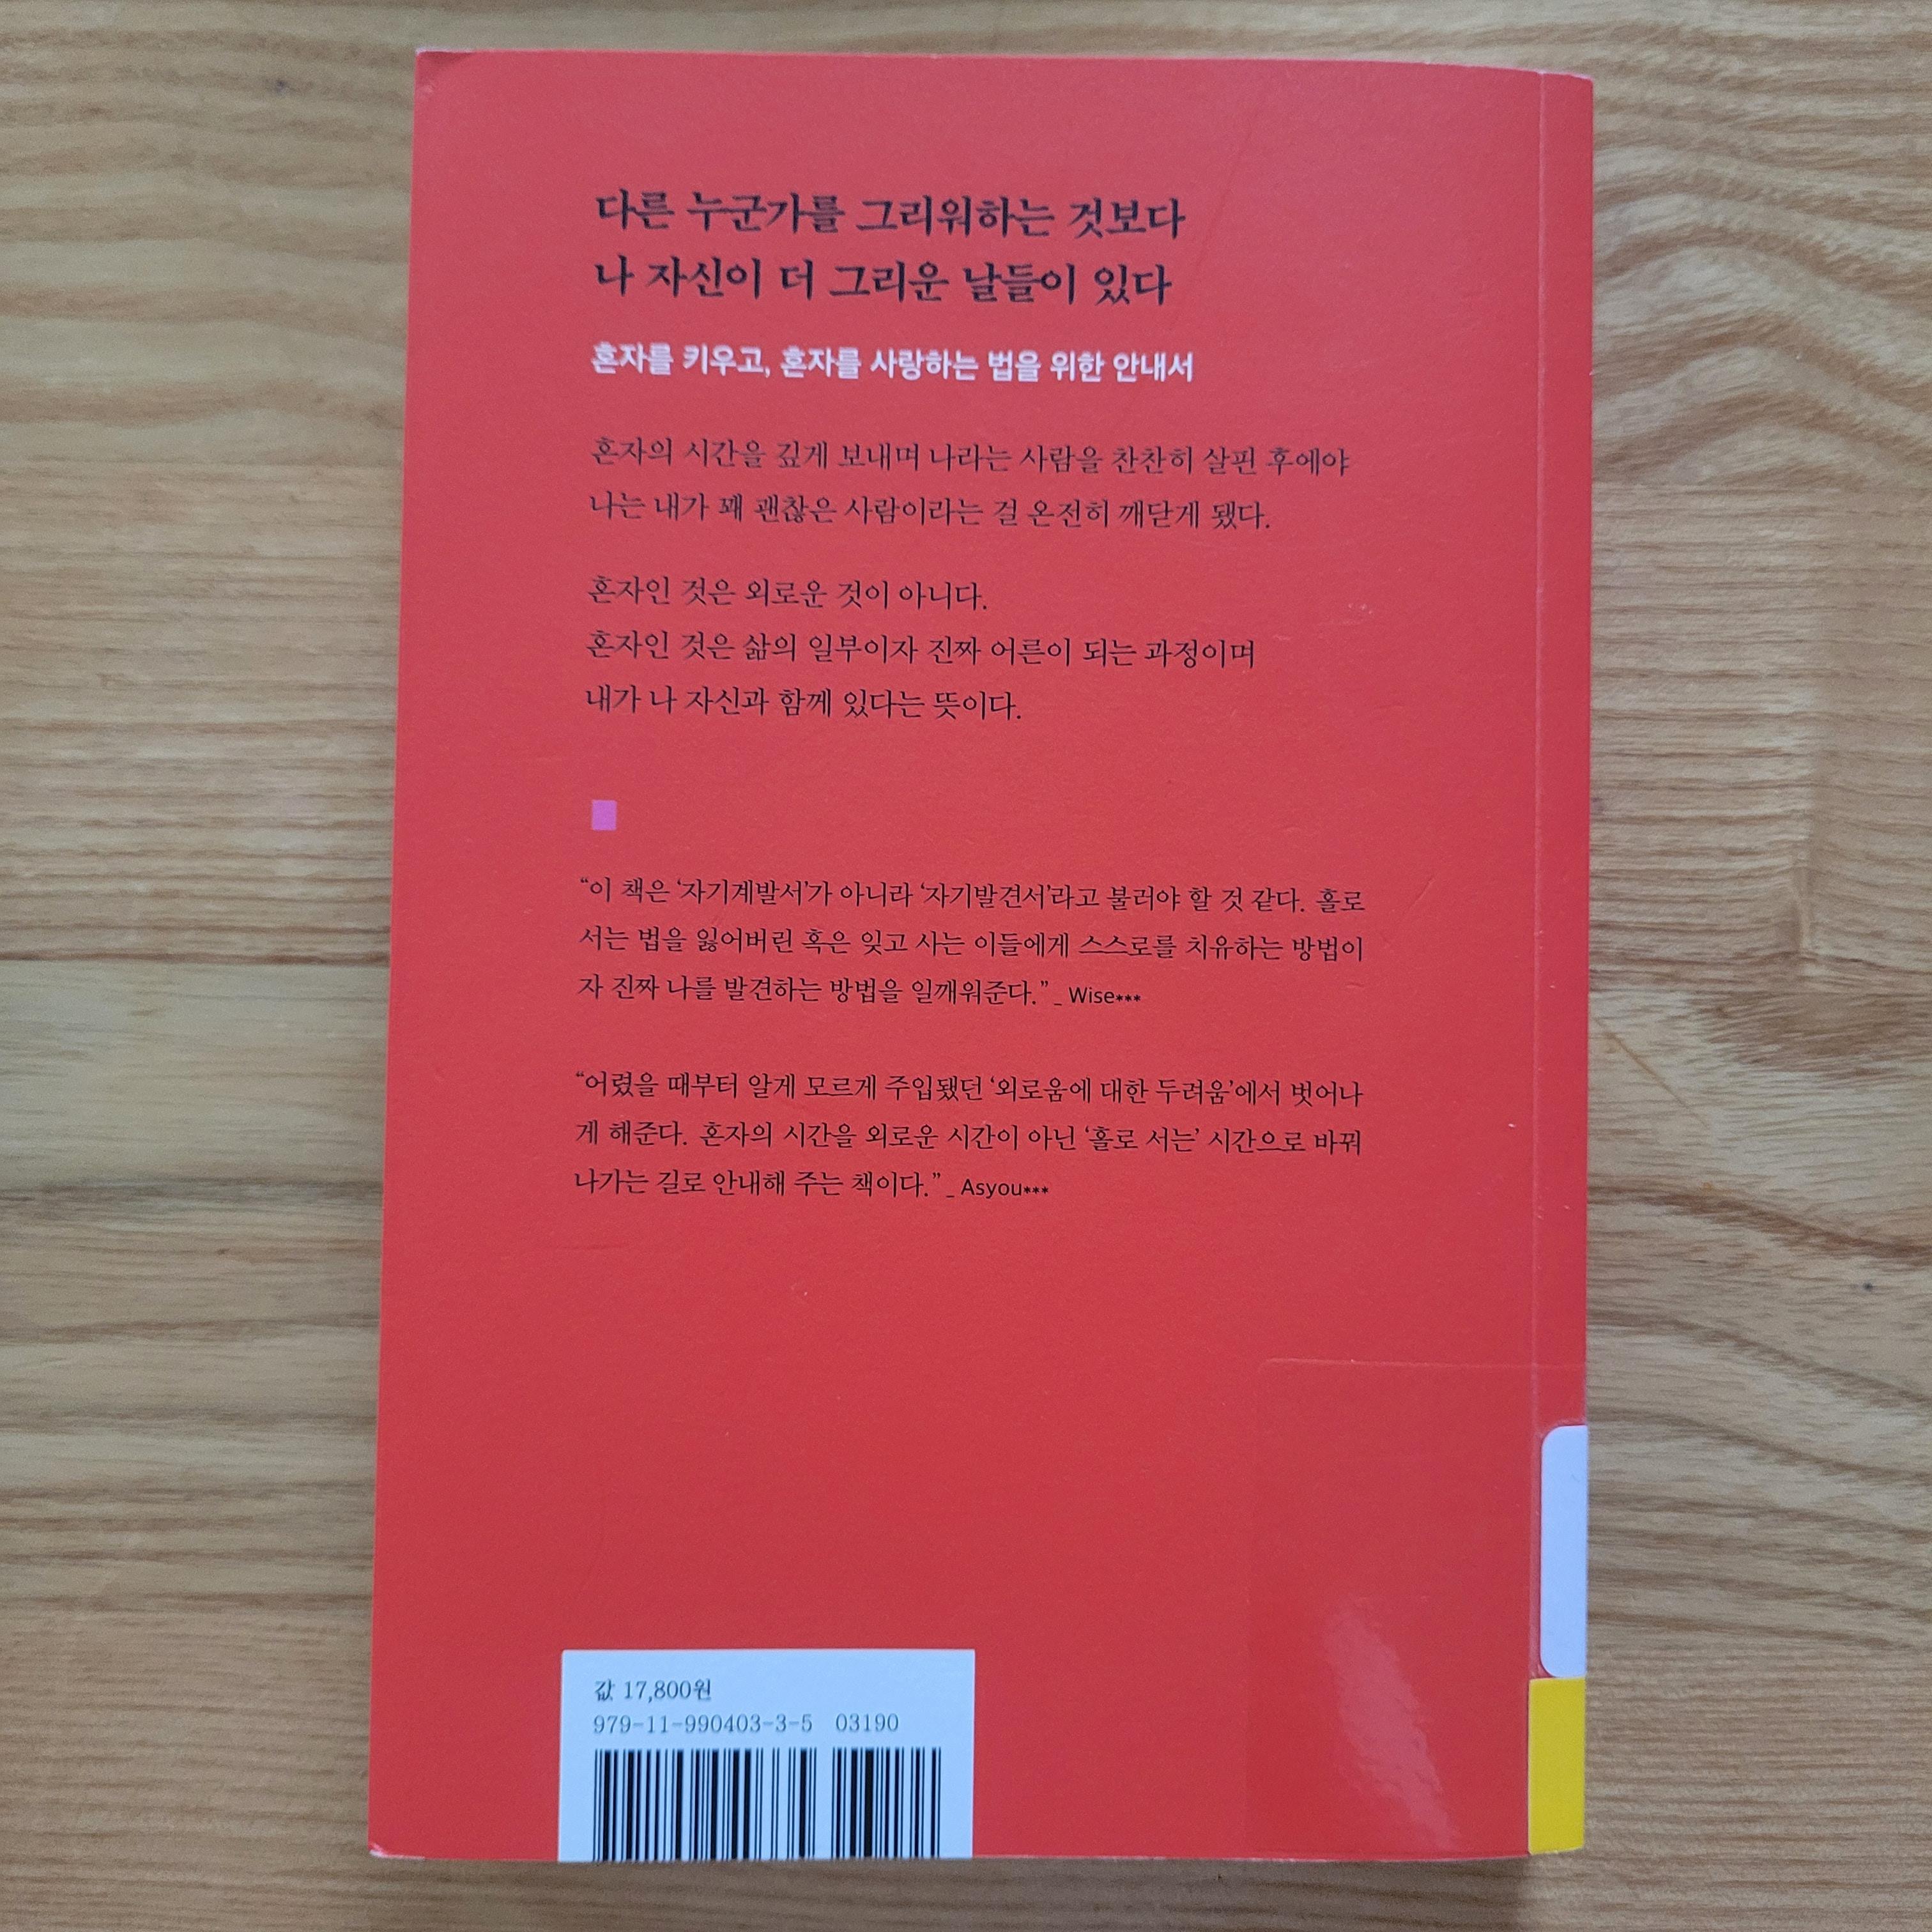 다른 누군가를 그리워하는 것보다
나 자신이 더 그리운 날들이 있다
혼자를 키우고, 혼자를 사랑하는 법을 위한 안내서
혼자의 시간을 깊게 보내며 나라는 사람을 찬찬히 살핀 후에야
나는 내가 꽤 괜찮은 사람이라는 걸 온전히 깨닫게 됐다.
혼자인 것은 외로운 것이 아니다.
혼자인 것은 삶의 일부이자 진짜 어른이 되는 과정이며
내가 나 자신과 함께 있다는 뜻이다.
“이 책은 ‘자기계발서’가 아니라 ‘자기발견서’라고 불러야 할 것 같다. 홀로
서는 법을 잃어버린 혹은 잊고 사는 이들에게 스스로를 치유하는 방법이
자 진짜 나를 발견하는 방법을 일깨워준다.” _ Wise***
“어렸을 때부터 알게 모르게 주입됐던 ‘외로움에 대한 두려움’에서 벗어나
게 해준다. 혼자의 시간을 외로운 시간이 아닌 ‘홀로 서는’ 시간으로 바꿔
나가는 길로 안내해 주는 책이다.” _ Asyou***
값 17,800원
979-11-990403-3-5 03190